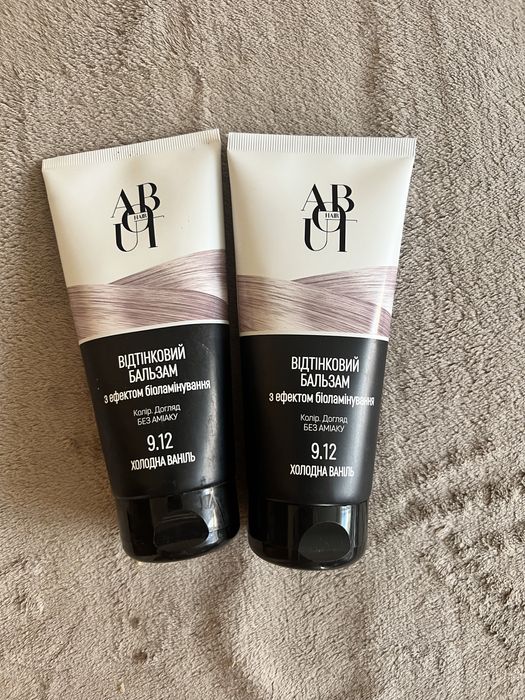 ABOUT
HAIR
ВІДТІНКОВИЙ
БАЛЬЗАМ
з ефектом біоламінування
Колір. Догляд
БЕЗ АМІАКУ
9.12
ХОЛОДНА ВАНІЛЬ
ABOUT
HAIR
ВІДТІНКОВИЙ
БАЛЬЗАМ
з ефектом біоламінування
Колір. Догляд
БЕЗ АМІАКУ
9.12
ХОЛОДНА ВАНІЛЬ